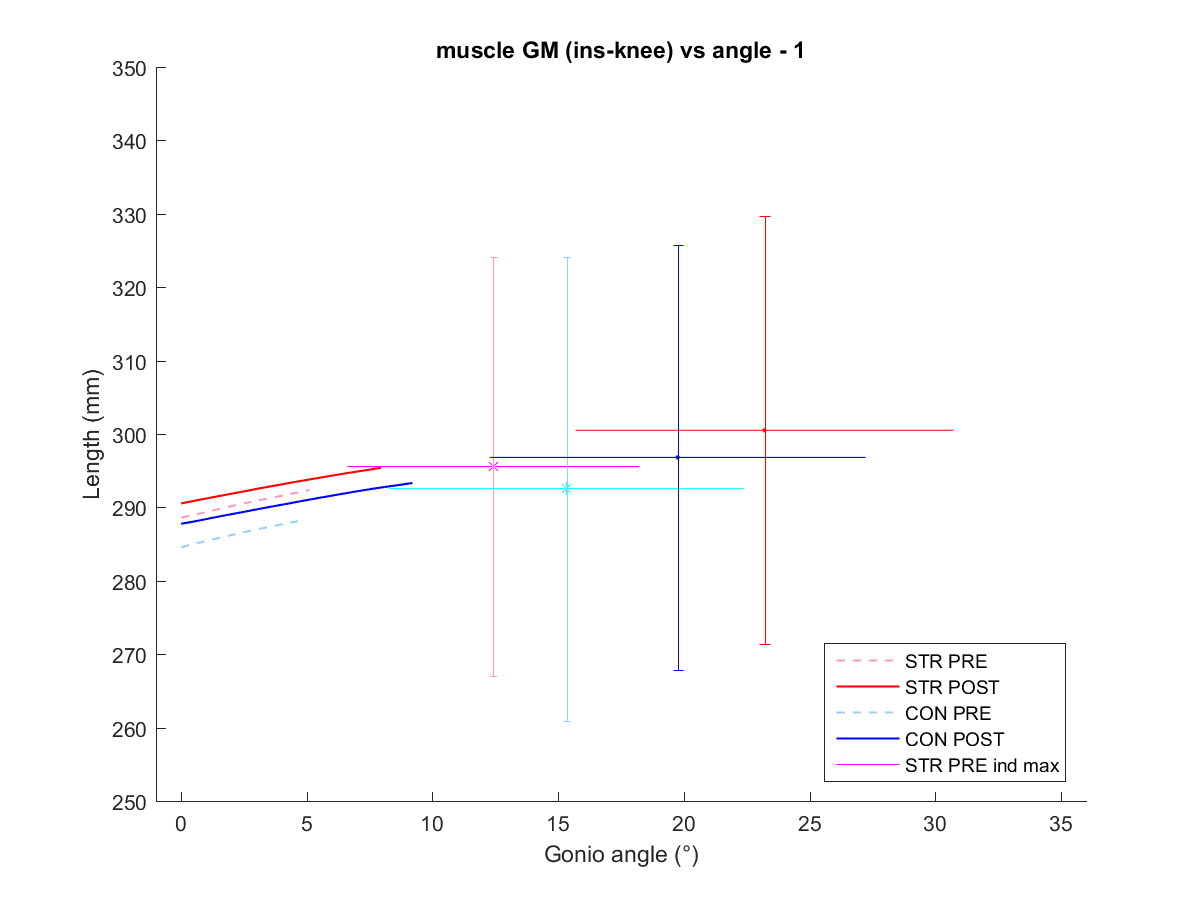 muscle GM (ins-knee) vs angle - 1
350
340
330
320
310
300
290
280
270
260
250
Length (mm)
0 5 10 15 20 25 30 35
Gonio angle (°)
STR PRE
STR POST
CON PRE
CON POST
STR PRE ind max